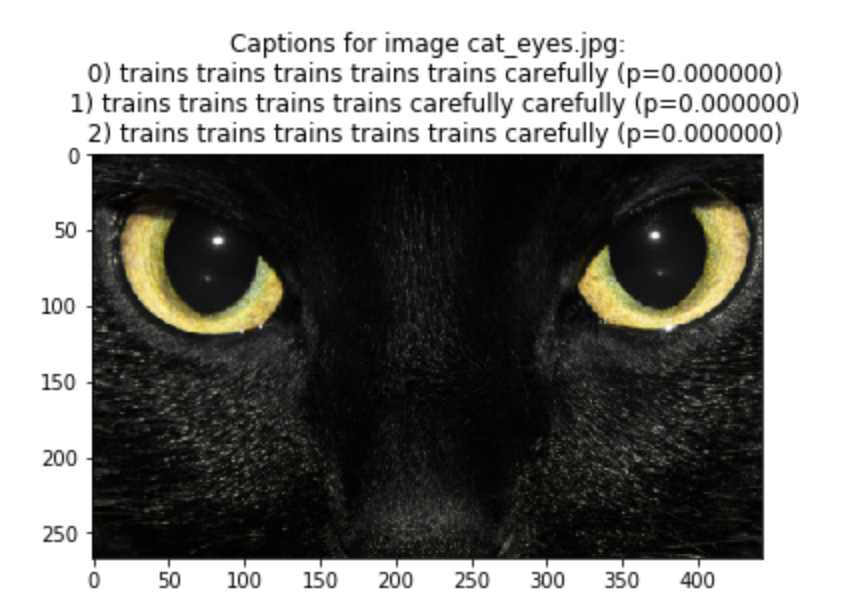 Captions for image cat_eyes.jpg:
0) trains trains trains trains trains carefully (p=0.000000)
1) trains trains trains trains carefully carefully (p=0.000000)
2) trains trains trains trains trains carefully (p=0.000000)
0
50
100
150
200
250
0 50 100 150 200 250 300 350 400